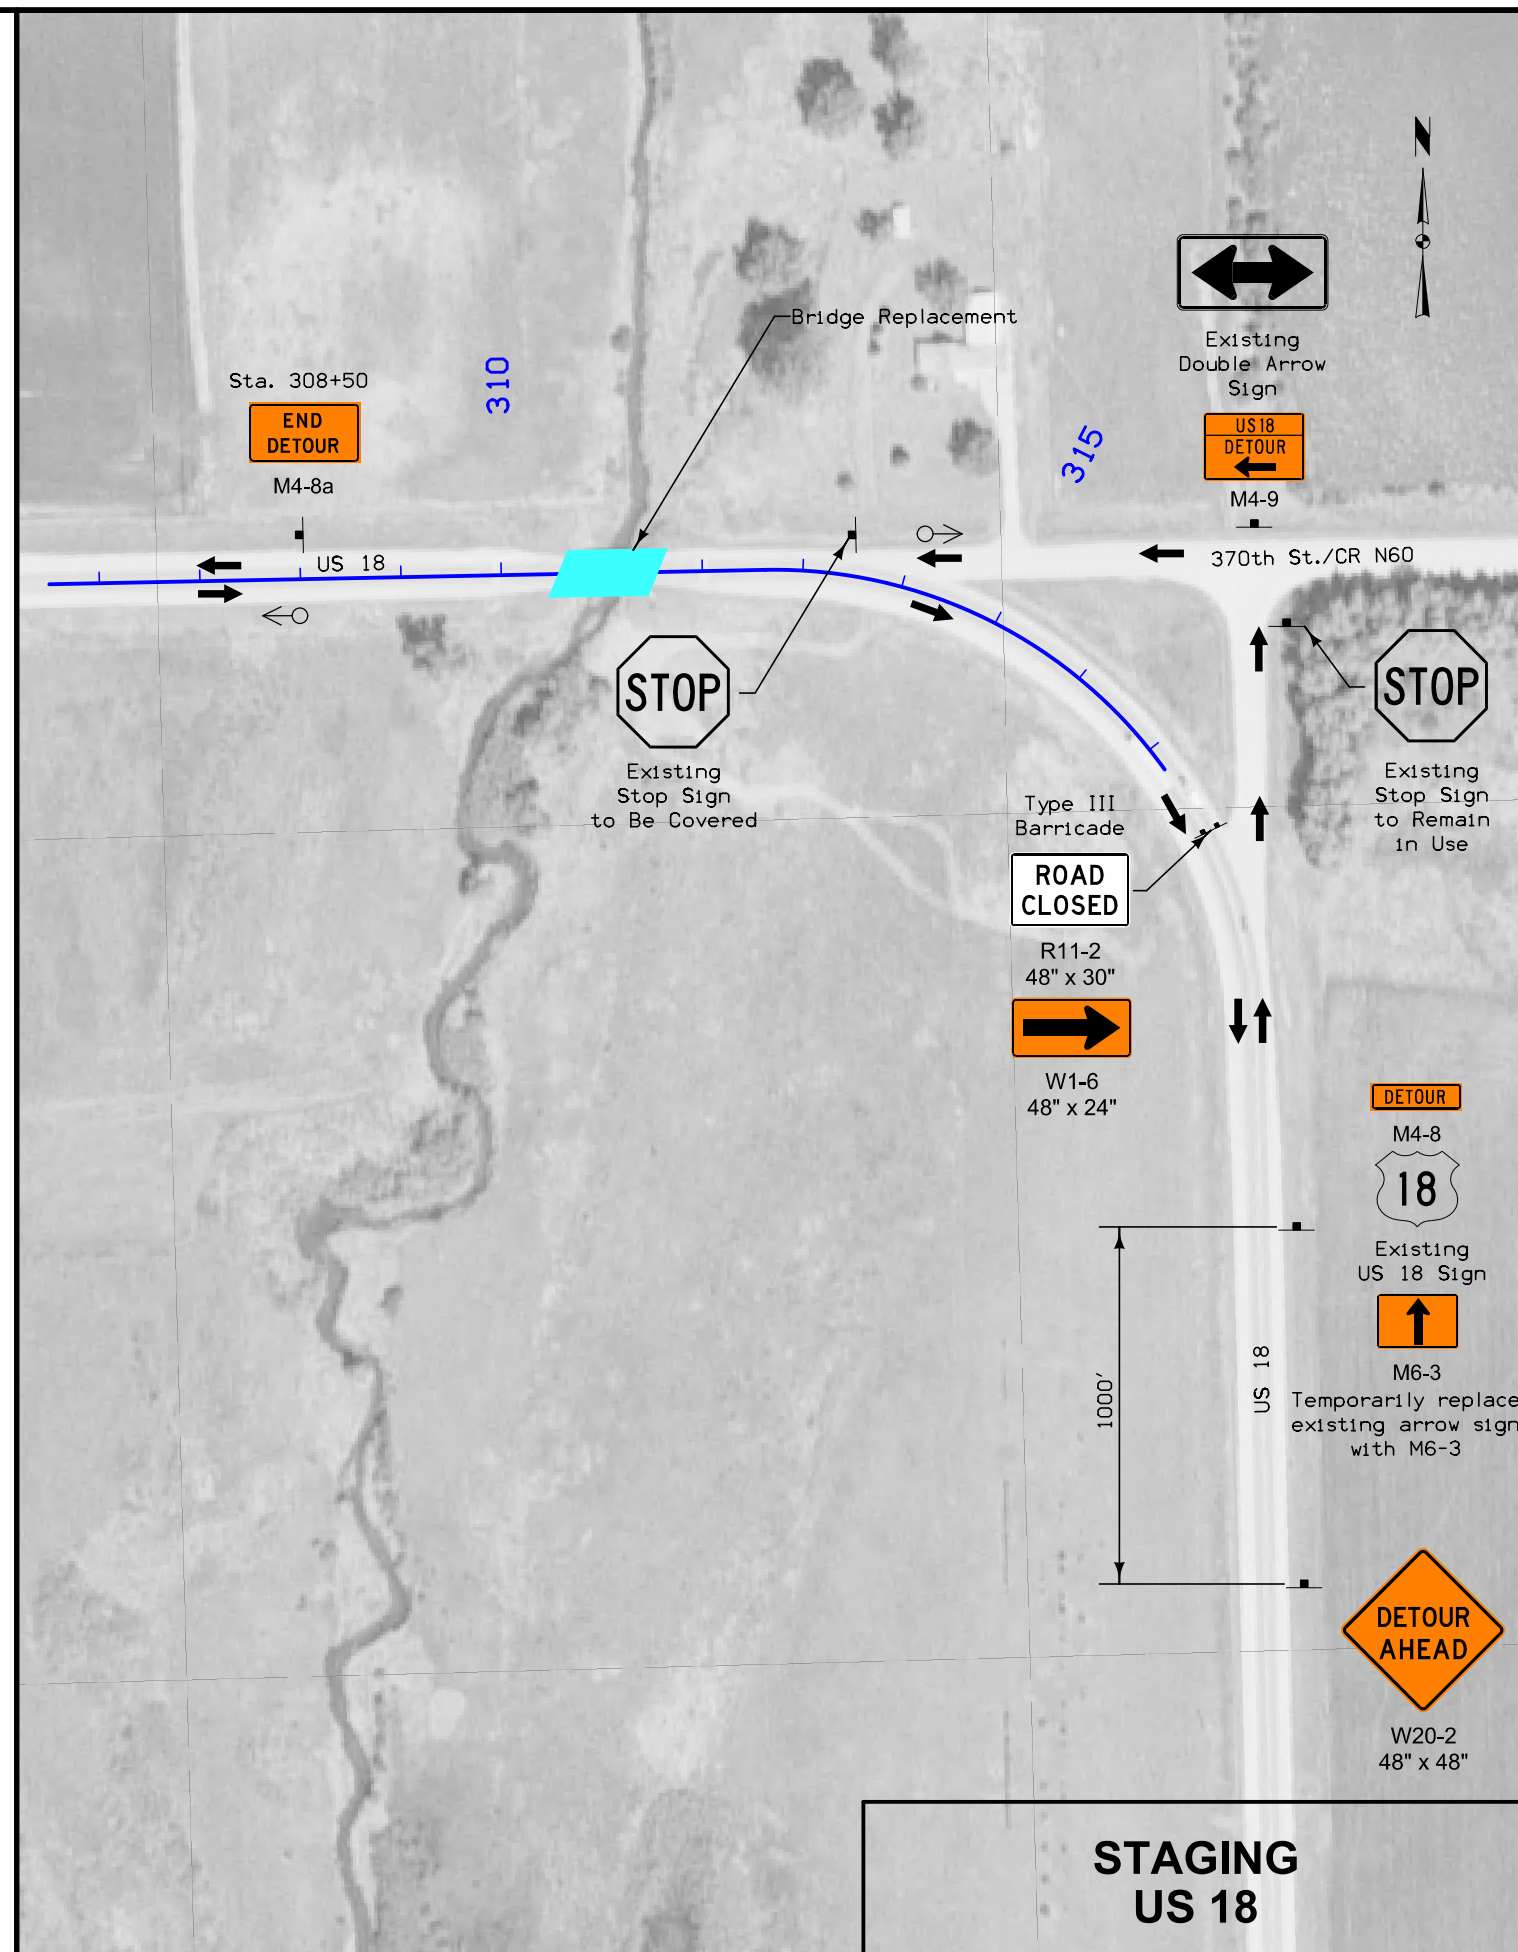 N
Bridge Replacement
Existing
Double Arrow
Sign
US18
DETOUR
M4-9
Sta. 308+50
END
DETOUR
M4-8a
310
315
US 18
370th St./CR N60
STOP
Existing
Stop Sign
to Be Covered
STOP
Existing
Stop Sign
to Remain
in Use
Type III
Barricade
ROAD
CLOSED
R11-2
48" x 30"
W1-6
48" x 24"
DETOUR
M4-8
18
Existing
US 18 Sign
M6-3
Temporarily replace
existing arrow sign
with M6-3
1000'
US 18
DETOUR
AHEAD
W20-2
48" x 48"
STAGING
US 18